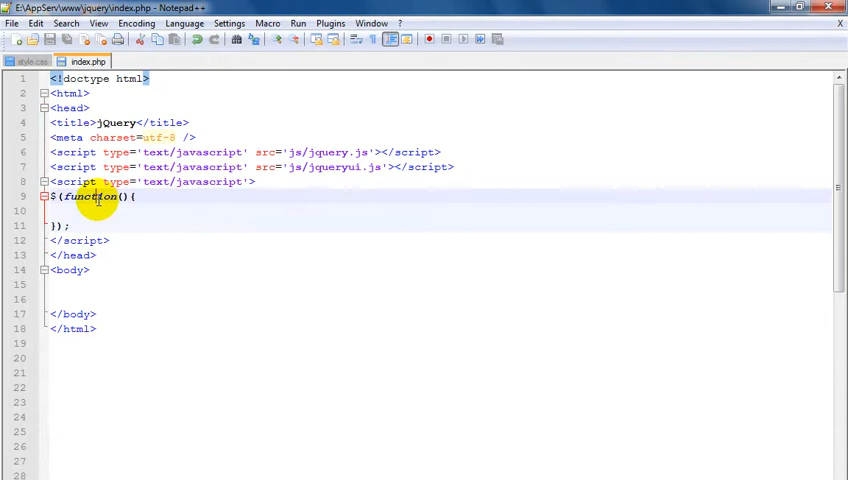 E:\AppServ\www\jquery\index.php - Notepad++
File Edit Search View Encoding Language Settings Macro Run Plugins Window ? X
style.css index.php
1 <!doctype html>
2 <html>
3 <head>
4 <title>jQuery</title>
5 <meta charset=utf-8 />
6 <script type='text/javascript' src='js/jquery.js'></script>
7 <script type='text/javascript' src='js/jqueryui.js'></script>
8 <script type='text/javascript'>
9 $(function(){
10
11 });
12 </script>
13 </head>
14 <body>
15
16
17 </body>
18 </html>
19
20
21
22
23
24
25
26
27
28